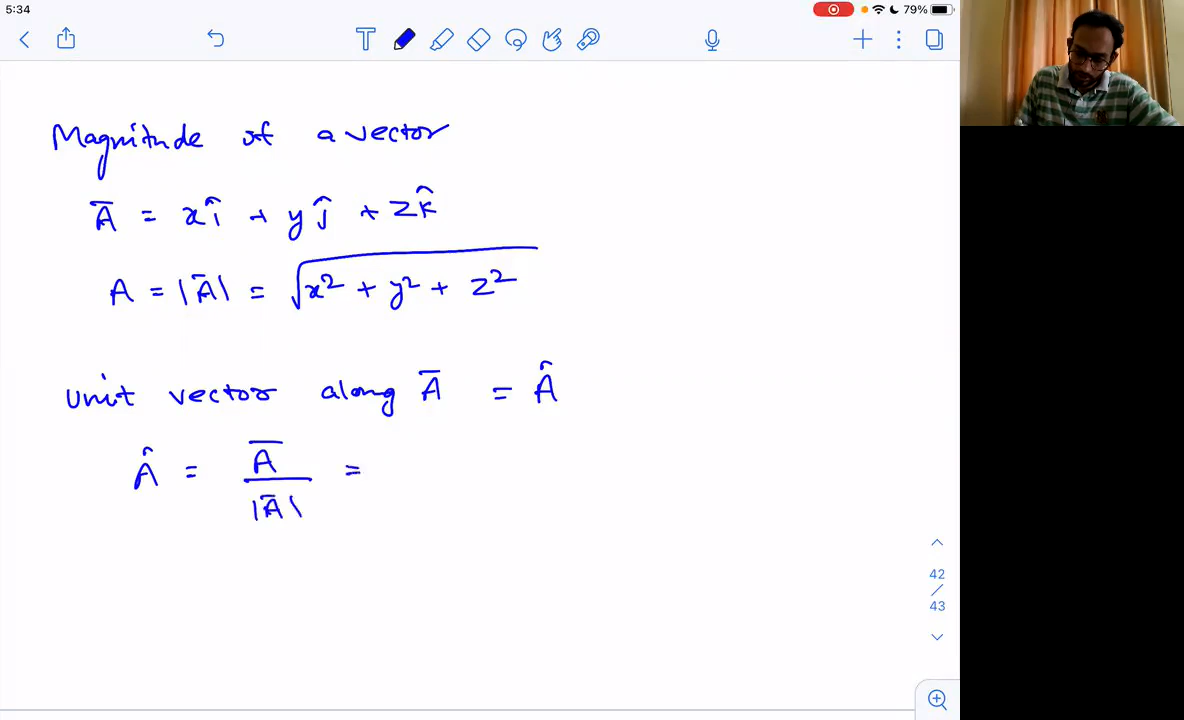 5:34
79%
T
Magnitude of a vector
A̅ = xî + yĵ + zk̂
A = |A̅| = √x² + y² + z²
unit vector along A̅ = Â
Â = A̅ / |A̅| =
42
/
43